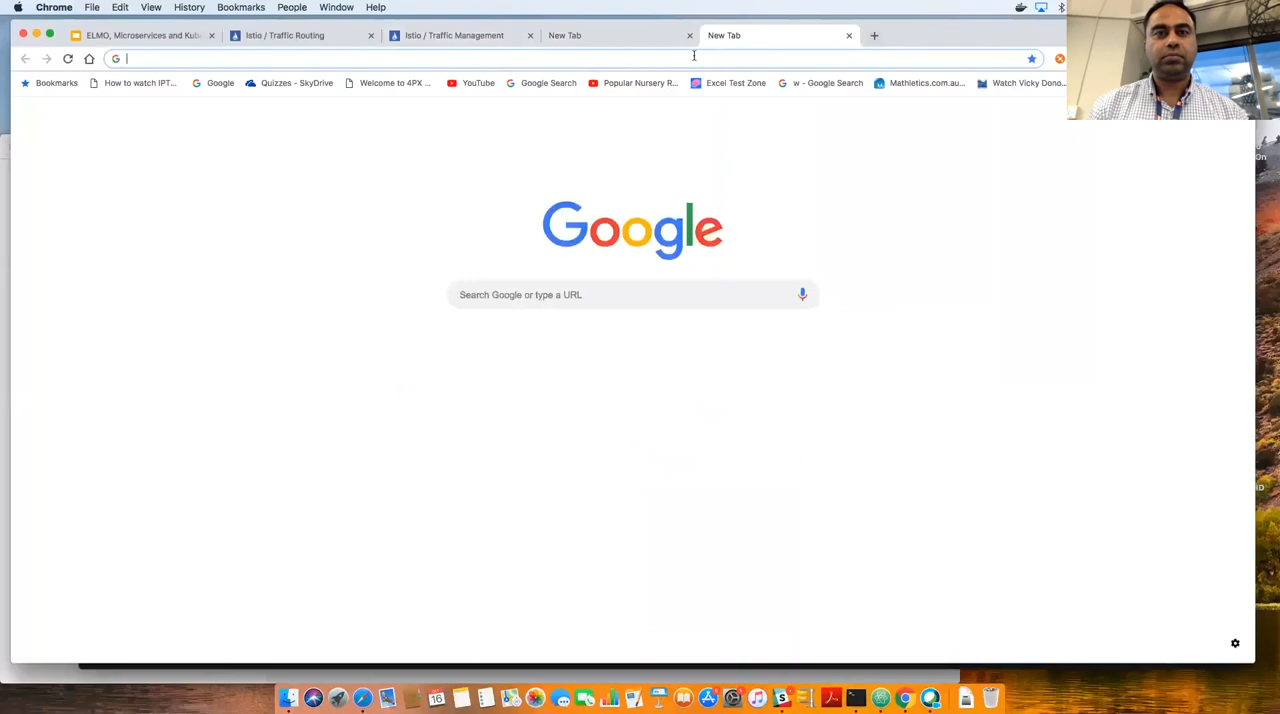 Chrome File Edit View History Bookmarks People Window Help
ELMO, Microservices and Kub Istio / Traffic Routing Istio / Traffic Management New Tab New Tab
Bookmarks How to watch IPT... Google Quizzes - SkyDrive Welcome to 4PX ... YouTube Google Search Popular Nursery R... Excel Test Zone w - Google Search Mathletics.com.au... Watch Vicky Dono...
On
Google
Search Google or type a URL
16